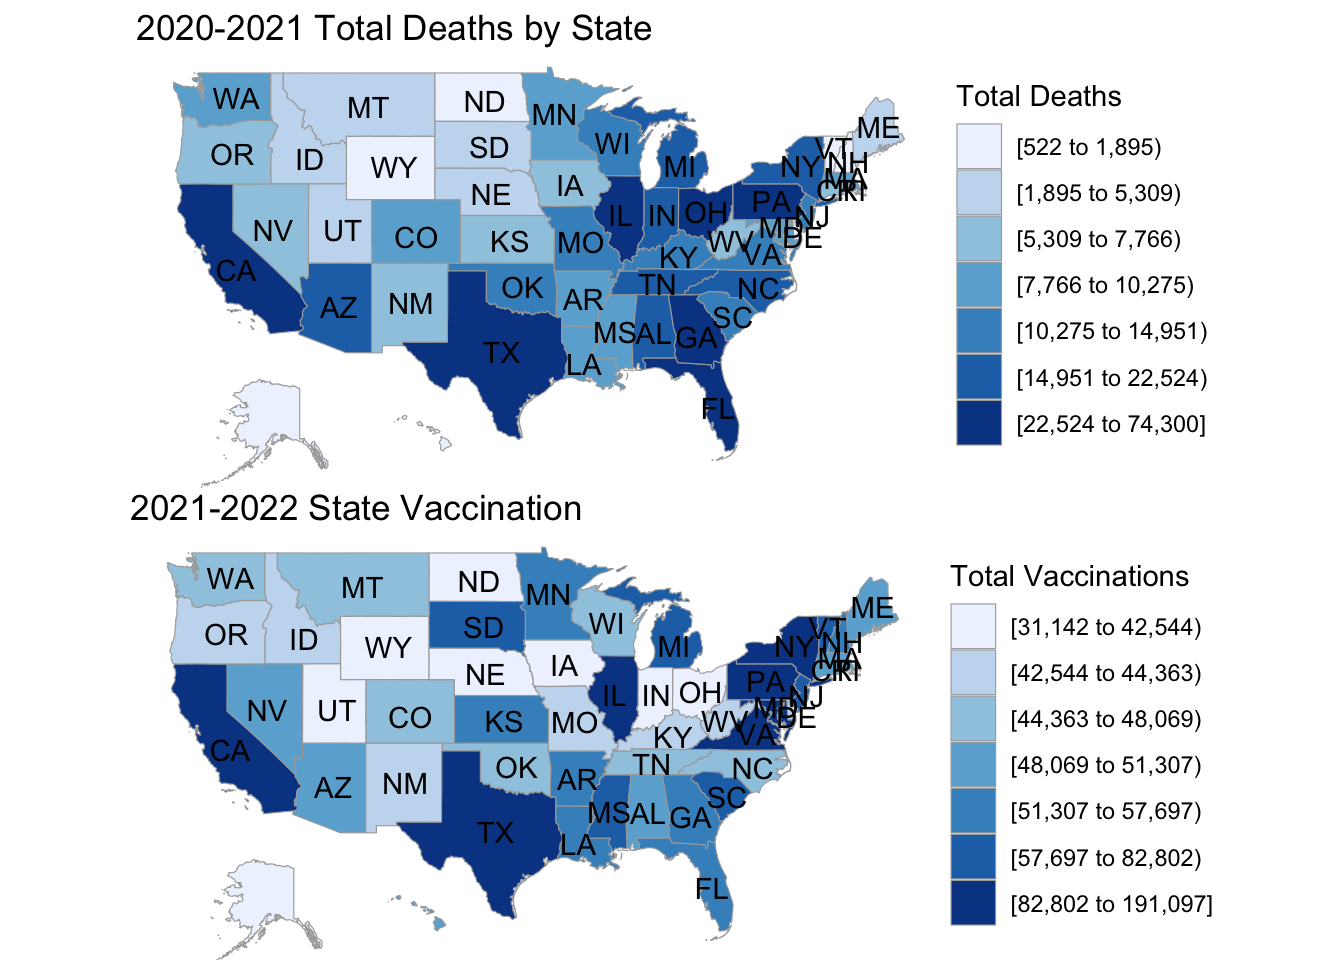 2020-2021 Total Deaths by State
WA
MT
ND
MN
ME
VT
NH
WI
OR
ID
SD
WY
MI
NY
MA
CT
RI
NE
IA
PA
NJ
IL
IN
OH
NV
UT
CO
KS
MO
WV
MD
DE
KY
VA
CA
AZ
NM
OK
AR
TN
NC
SC
TX
MS
AL
GA
LA
FL
Total Deaths
[522 to 1,895)
[1,895 to 5,309)
[5,309 to 7,766)
[7,766 to 10,275)
[10,275 to 14,951)
[14,951 to 22,524)
[22,524 to 74,300]
2021-2022 State Vaccination
WA
MT
ND
MN
ME
VT
NH
WI
OR
ID
SD
WY
MI
NY
MA
CT
RI
NE
IA
PA
NJ
IL
IN
OH
NV
UT
CO
KS
MO
WV
MD
DE
KY
VA
CA
AZ
NM
OK
AR
TN
NC
SC
TX
MS
AL
GA
LA
FL
Total Vaccinations
[31,142 to 42,544)
[42,544 to 44,363)
[44,363 to 48,069)
[48,069 to 51,307)
[51,307 to 57,697)
[57,697 to 82,802)
[82,802 to 191,097]